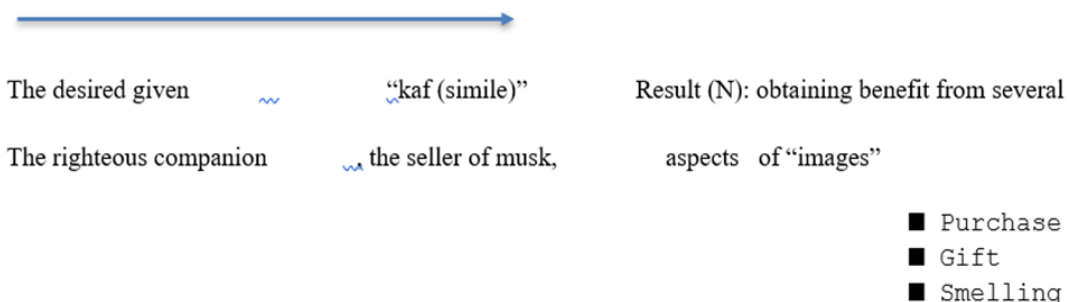 The desired given “kaf (simile)” Result (N): obtaining benefit from several
The righteous companion , the seller of musk, aspects of “images”
■ Purchase
■ Gift
■ Smelling